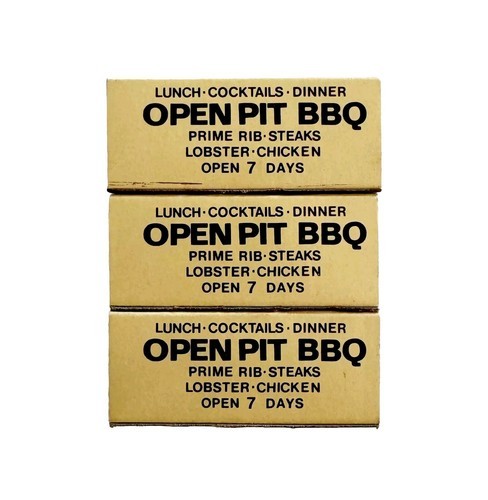 LUNCH·COCKTAILS·DINNER
OPEN PIT BBQ
PRIME RIB·STEAKS
LOBSTER·CHICKEN
OPEN 7 DAYS
LUNCH·COCKTAILS·DINNER
OPEN PIT BBQ
PRIME RIB·STEAKS
LOBSTER·CHICKEN
OPEN 7 DAYS
LUNCH·COCKTAILS·DINNER
OPEN PIT BBQ
PRIME RIB·STEAKS
LOBSTER·CHICKEN
OPEN 7 DAYS